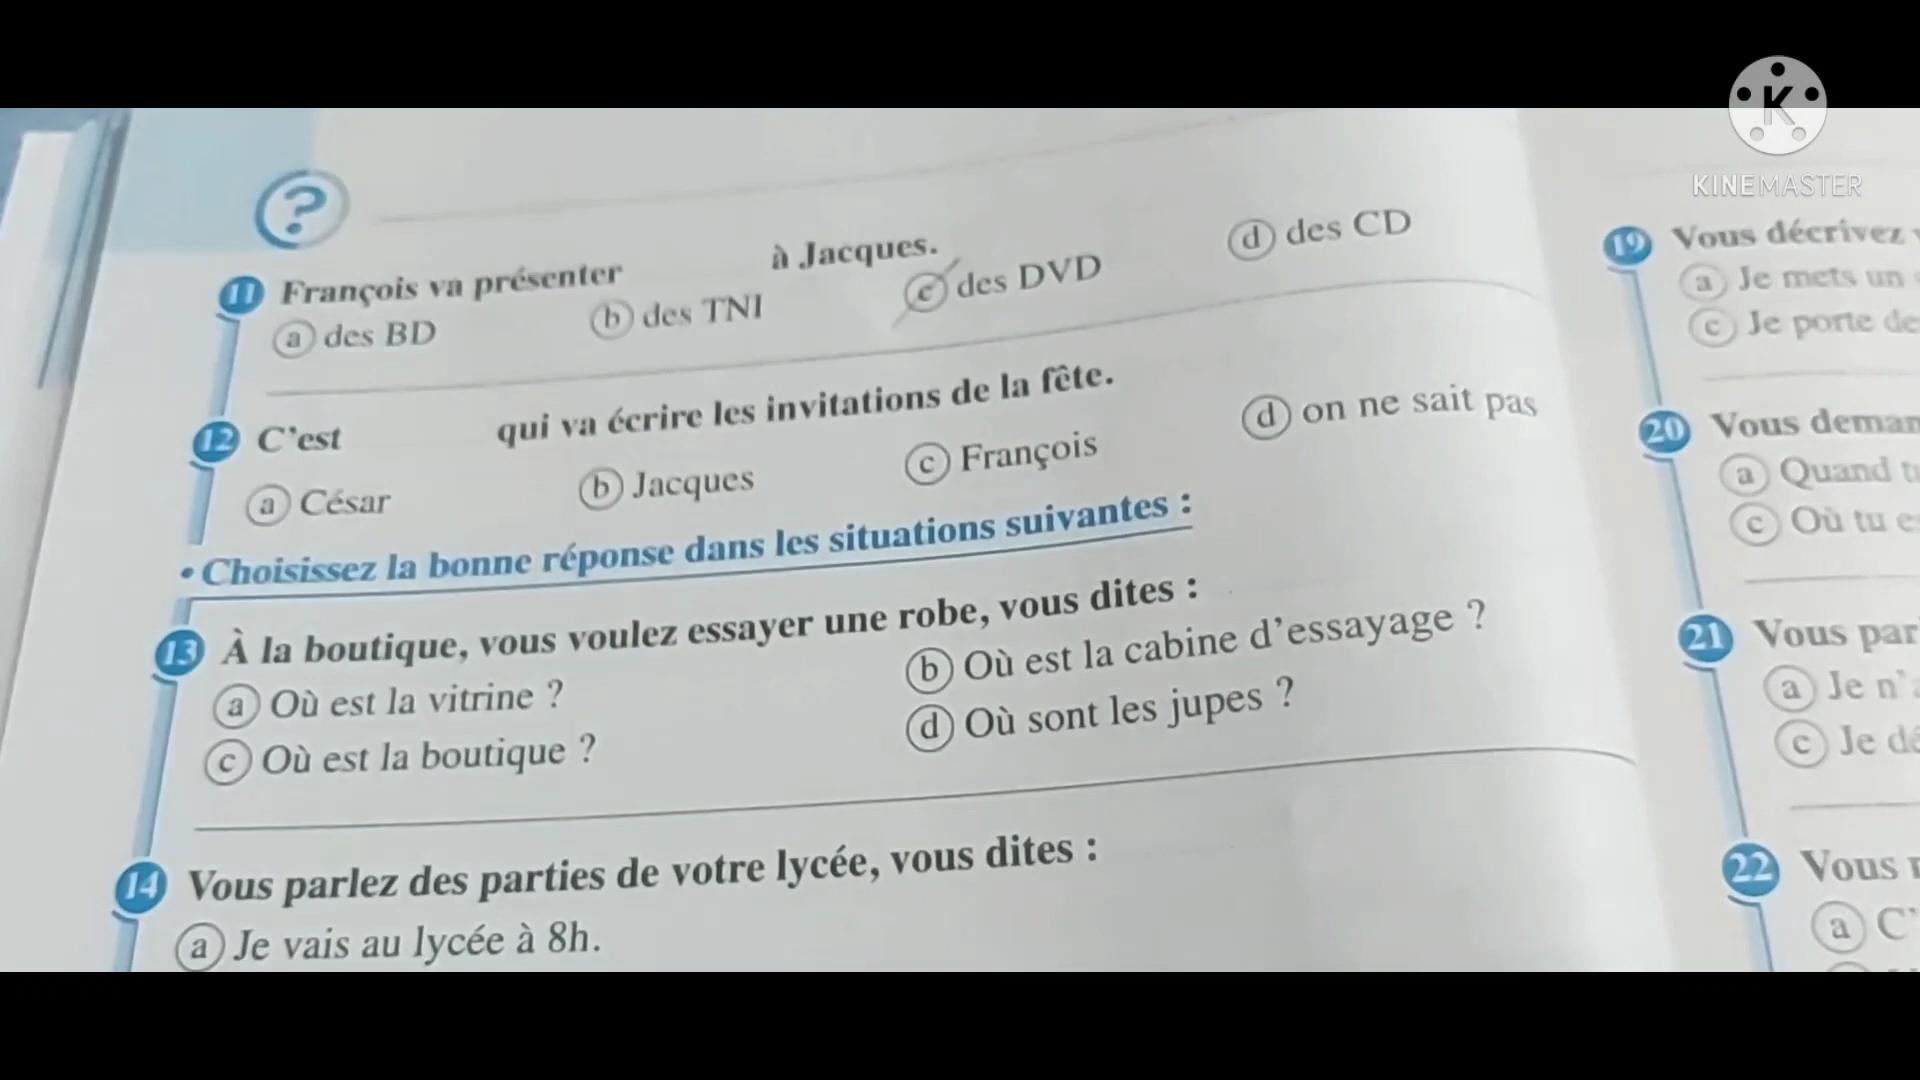 KINEMASTER
?
11 François va présenter à Jacques.
a des BD b des TNI c des DVD d des CD
12 C'est qui va écrire les invitations de la fête.
a César b Jacques c François d on ne sait pas
• Choisissez la bonne réponse dans les situations suivantes :
13 À la boutique, vous voulez essayer une robe, vous dites :
a Où est la vitrine ? b Où est la cabine d'essayage ?
c Où est la boutique ? d Où sont les jupes ?
14 Vous parlez des parties de votre lycée, vous dites :
a Je vais au lycée à 8h.
19 Vous décrivez
a Je mets un
c Je porte de
20 Vous
a Quand
c Où tu
21 Vous
a Je
c Je
22 Vous
a